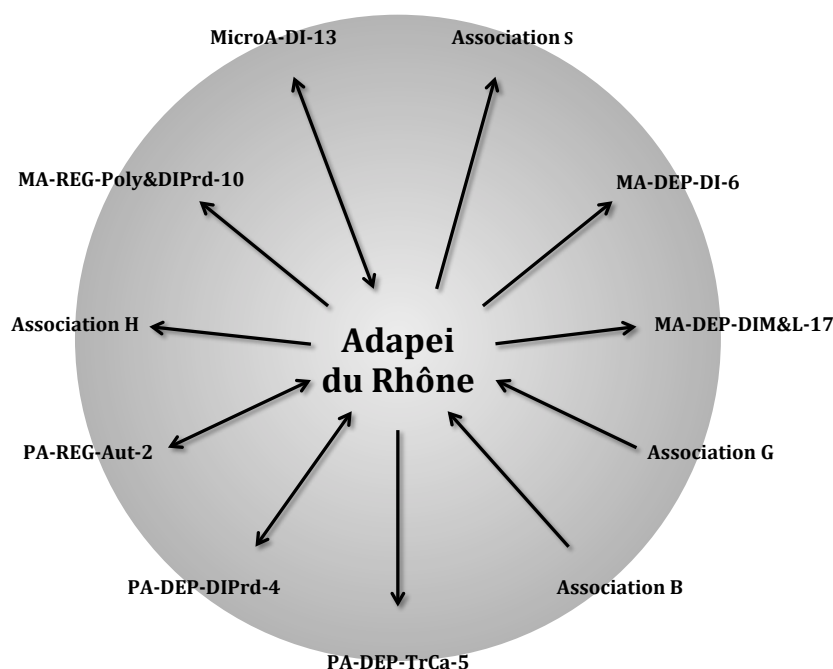 MicroA-DI-13
Association S
MA-REG-Poly&DIPrd-10
MA-DEP-DI-6
Association H
Adapei
du Rhône
MA-DEP-DIM&L-17
PA-REG-Aut-2
Association G
PA-DEP-DIPrd-4
Association B
PA-DEP-TrCa-5